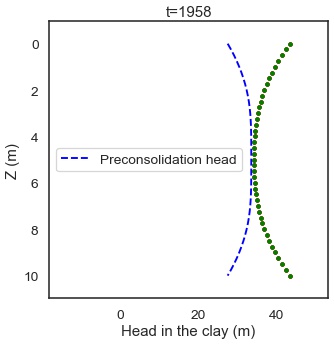 t=1958
0
2
4
6
8
10
Z (m)
Preconsolidation head
0
20
40
Head in the clay (m)